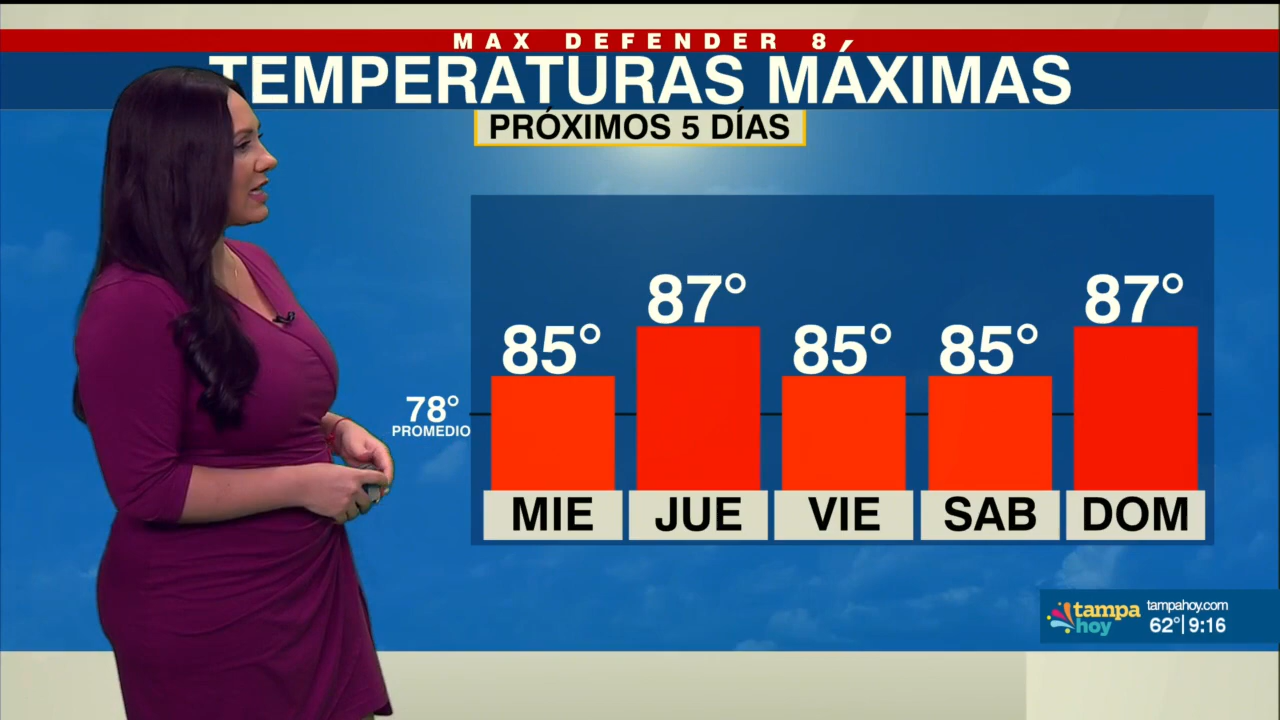 MAX DEFENDER 8
TEMPERATURAS MÁXIMAS
PRÓXIMOS 5 DÍAS
85° 87° 85° 85° 87°
78°
PROMEDIO
MIE JUE VIE SAB DOM
tampa hoy
tampahoy.com
62° | 9:16